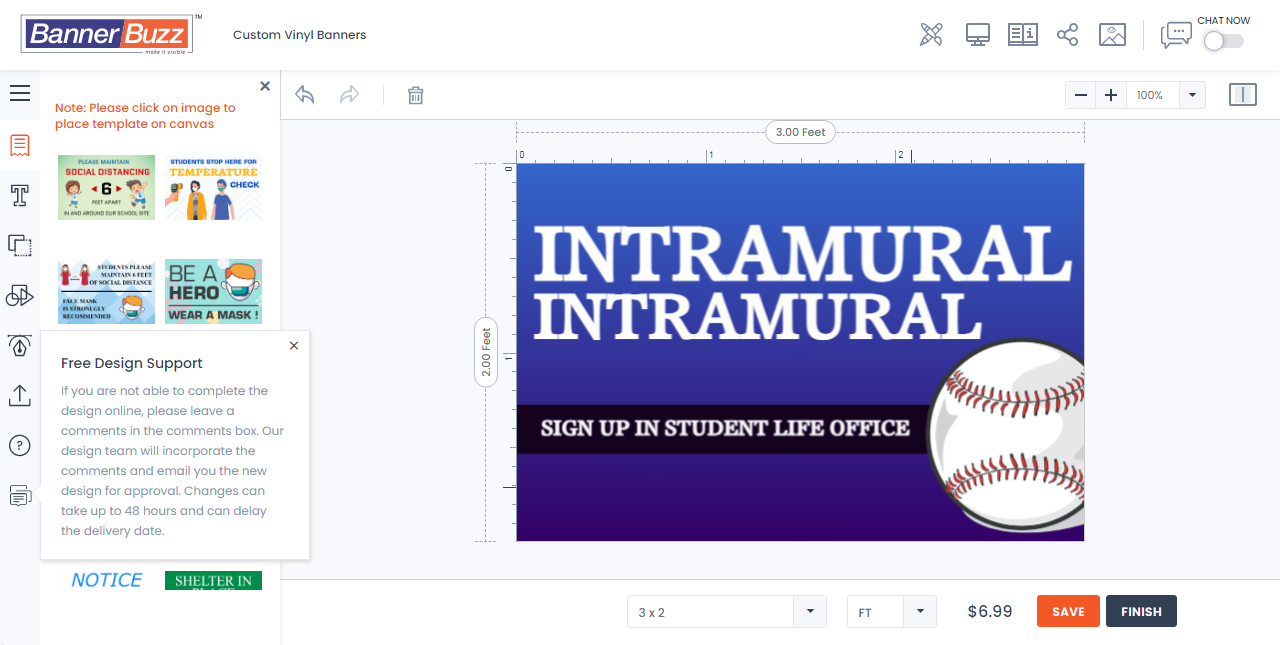 BannerBuzz
TM
make it visible
Custom Vinyl Banners
CHAT NOW
Note: Please click on image to
place template on canvas
PLEASE MAINTAIN
SOCIAL DISTANCING
6
FEET APART
IN AND AROUND OUR SCHOOL SITE
STUDENTS STOP HERE FOR
TEMPERATURE
CHECK
STUDENTS PLEASE
MAINTAIN 6 FEET
OF SOCIAL DISTANCE
FACE MASK
IS STRONLGLY
RECOMMENDED
BE A
HERO
WEAR A MASK !
Free Design Support
If you are not able to complete the
design online, please leave a
comments in the comments box. Our
design team will incorporate the
comments and email you the new
design for approval. Changes can
take up to 48 hours and can delay
the delivery date.
NOTICE
SHELTER IN
PLACE
100%
3.00 Feet
0
1
2
0
1
2.00 Feet
INTRAMURAL
INTRAMURAL
SIGN UP IN STUDENT LIFE OFFICE
3 x 2
FT
$6.99
SAVE
FINISH